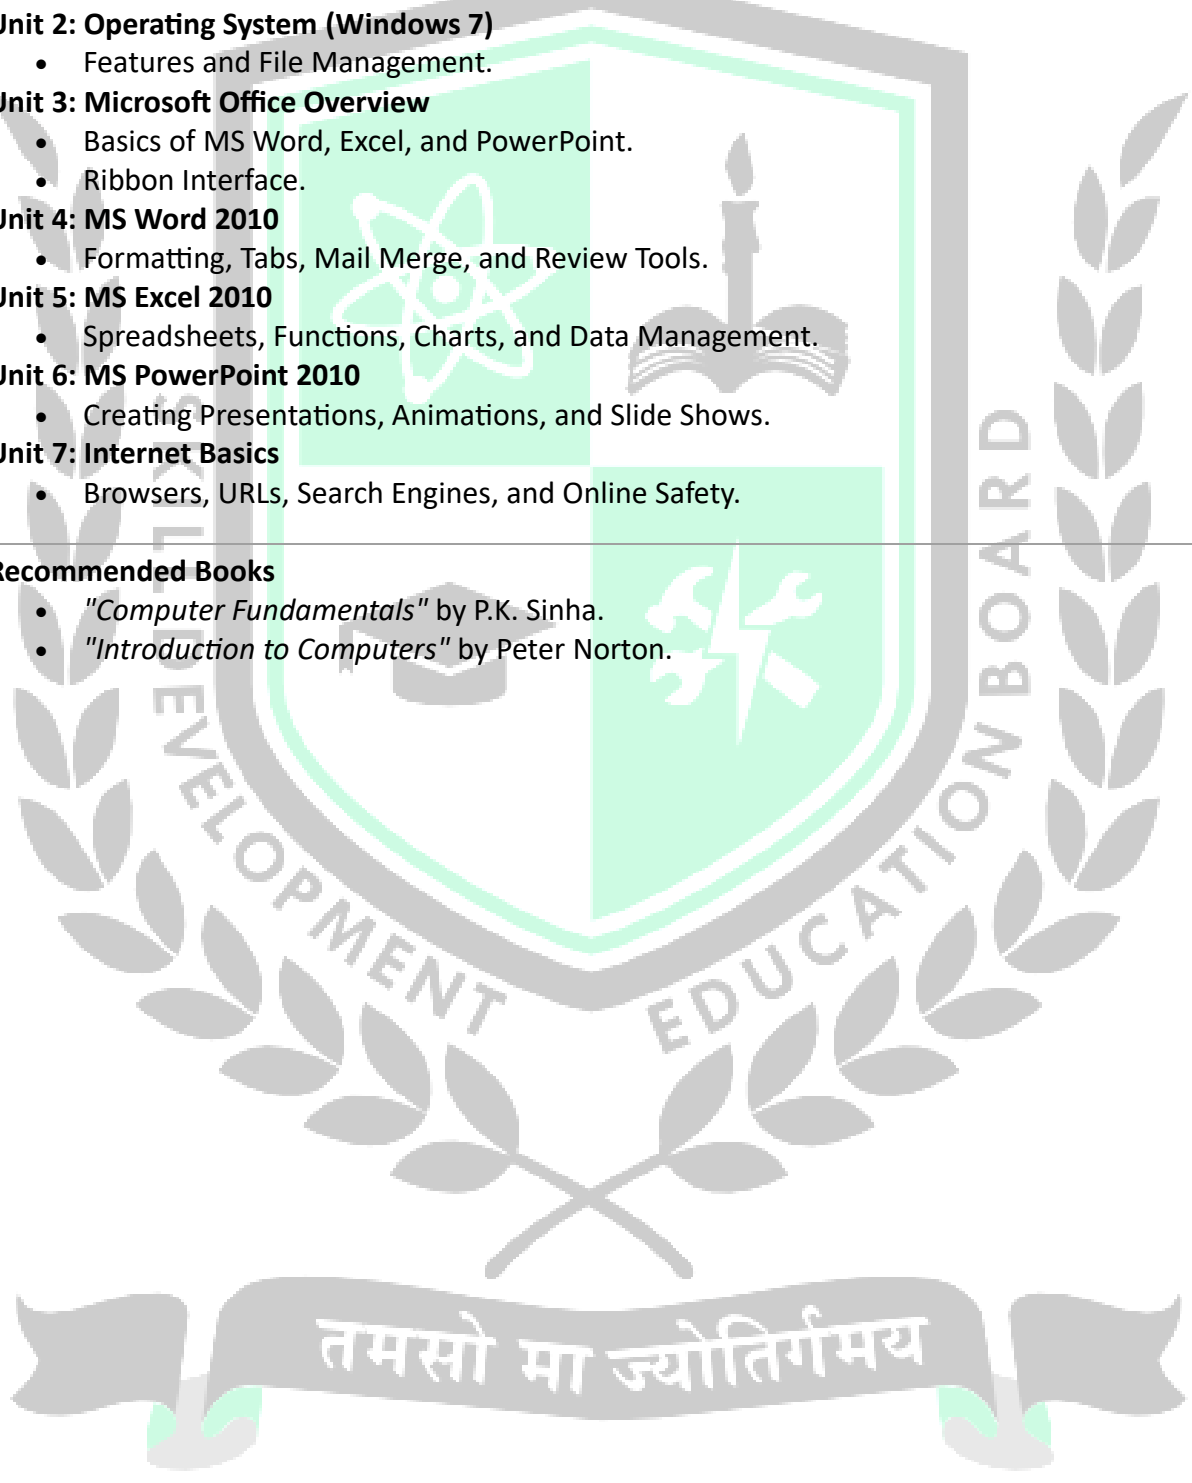 Unit 2: Operating System (Windows 7)
• Features and File Management.
Unit 3: Microsoft Office Overview
• Basics of MS Word, Excel, and PowerPoint.
• Ribbon Interface.
Unit 4: MS Word 2010
• Formatting, Tabs, Mail Merge, and Review Tools.
Unit 5: MS Excel 2010
• Spreadsheets, Functions, Charts, and Data Management.
Unit 6: MS PowerPoint 2010
• Creating Presentations, Animations, and Slide Shows.
Unit 7: Internet Basics
• Browsers, URLs, Search Engines, and Online Safety.
Recommended Books
• "Computer Fundamentals" by P.K. Sinha.
• "Introduction to Computers" by Peter Norton.
SKILL DEVELOPMENT EDUCATION BOARD
तमसो मा ज्योतिर्गमय